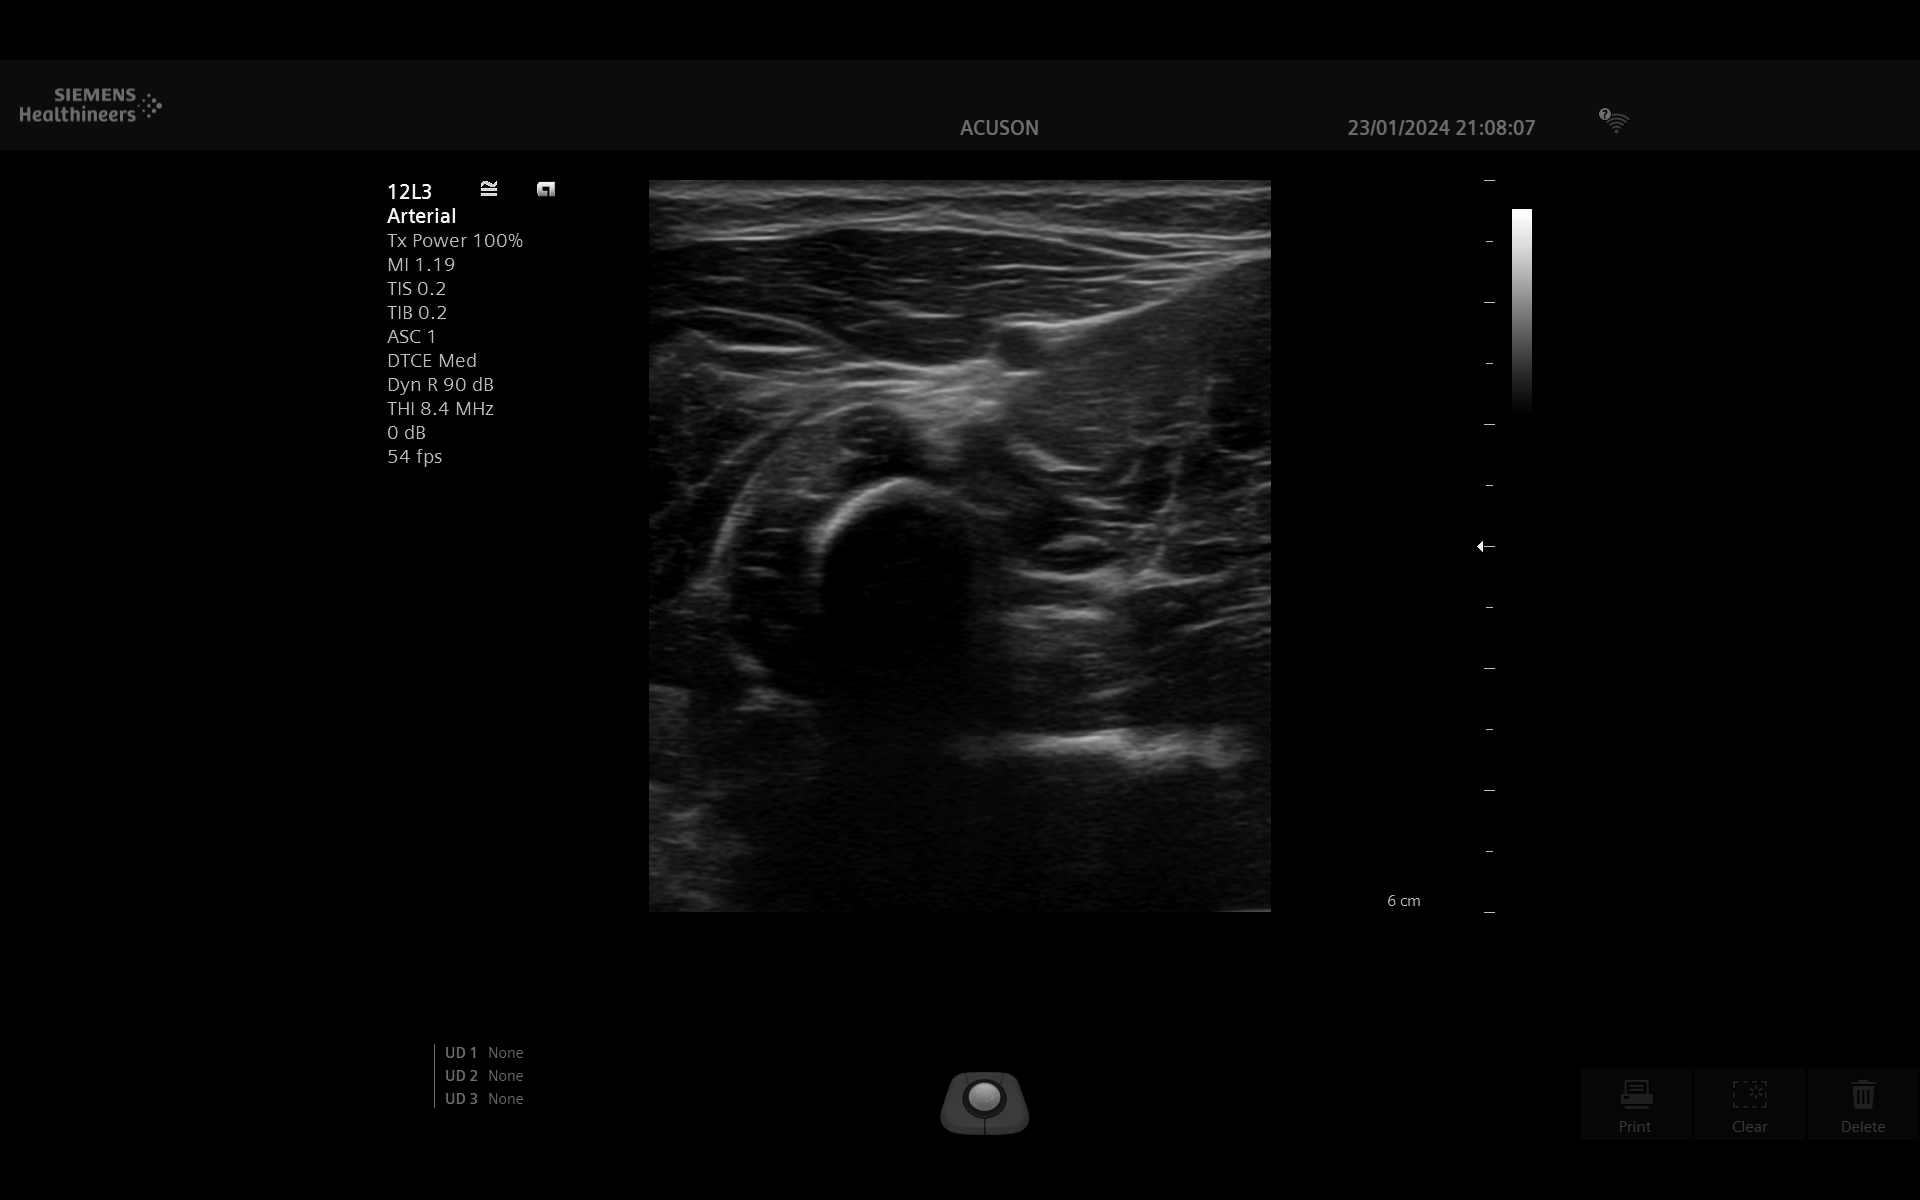 SIEMENS
Healthineers
ACUSON
23/01/2024 21:08:07
12L3
Arterial
Tx Power 100%
MI 1.19
TIS 0.2
TIB 0.2
ASC 1
DTCE Med
Dyn R 90 dB
THI 8.4 MHz
0 dB
54 fps
6 cm
UD 1 None
UD 2 None
UD 3 None
Print
Clear
Delete